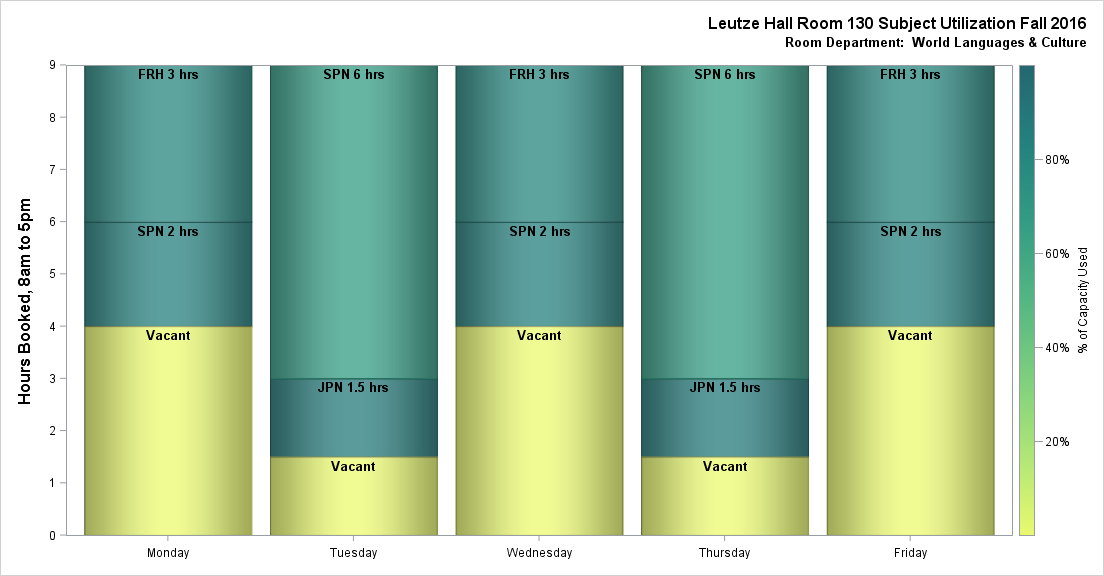 Leutze Hall Room 130 Subject Utilization Fall 2016
Room Department:  World Languages & Culture
Hours Booked, 8am to 5pm
9
8
7
6
5
4
3
2
1
0
FRH 3 hrs
SPN 2 hrs
Vacant
SPN 6 hrs
JPN 1.5 hrs
Vacant
FRH 3 hrs
SPN 2 hrs
Vacant
SPN 6 hrs
JPN 1.5 hrs
Vacant
FRH 3 hrs
SPN 2 hrs
Vacant
Monday
Tuesday
Wednesday
Thursday
Friday
80%
60%
40%
20%
% of Capacity Used